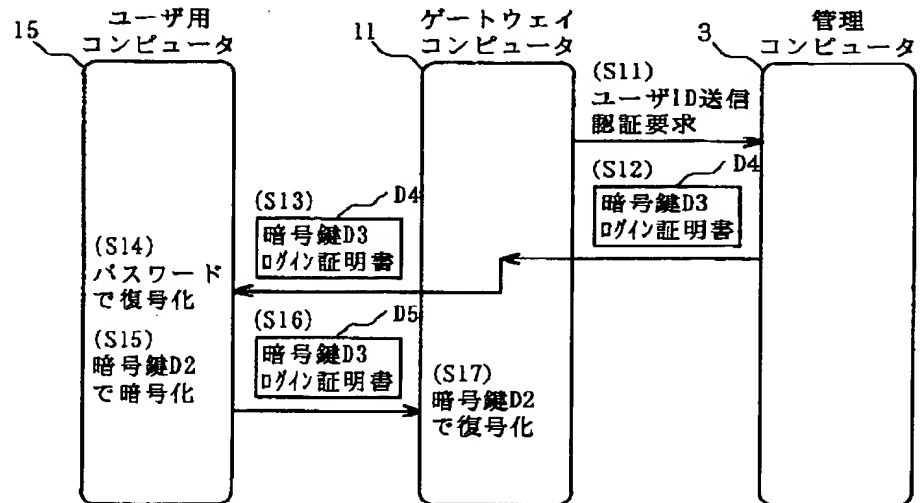 15
ユーザ用
コンピュータ
11
ゲートウェイ
コンピュータ
3
管理
コンピュータ
(S11)
ユーザID送信
認証要求
(S12)
D4
暗号鍵D3
ログイン証明書
(S13)
D4
暗号鍵D3
ログイン証明書
(S14)
パスワード
で復号化
(S15)
暗号鍵D2
で暗号化
(S16)
D5
暗号鍵D3
ログイン証明書
(S17)
暗号鍵D2
で復号化